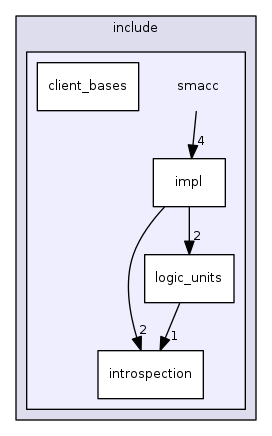 include
client_bases
smacc
4
impl
2
logic_units
2
1
introspection